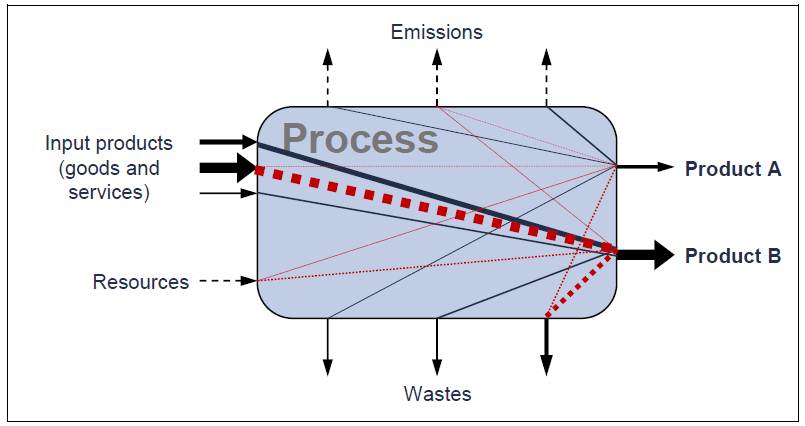 Emissions
Process
Input products
(goods and
services)
Product A
Product B
Resources
Wastes